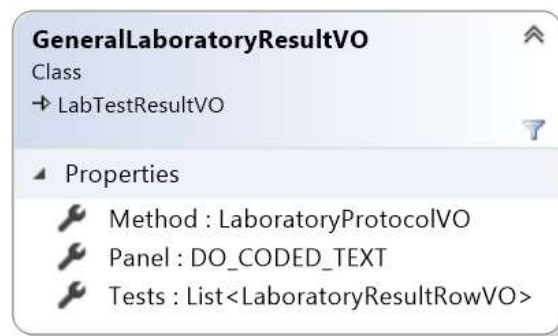 GeneralLaboratoryResultVO
Class
LabTestResultVO
Properties
Method : LaboratoryProtocolVO
Panel : DO_CODED_TEXT
Tests : List<LaboratoryResultRowVO>